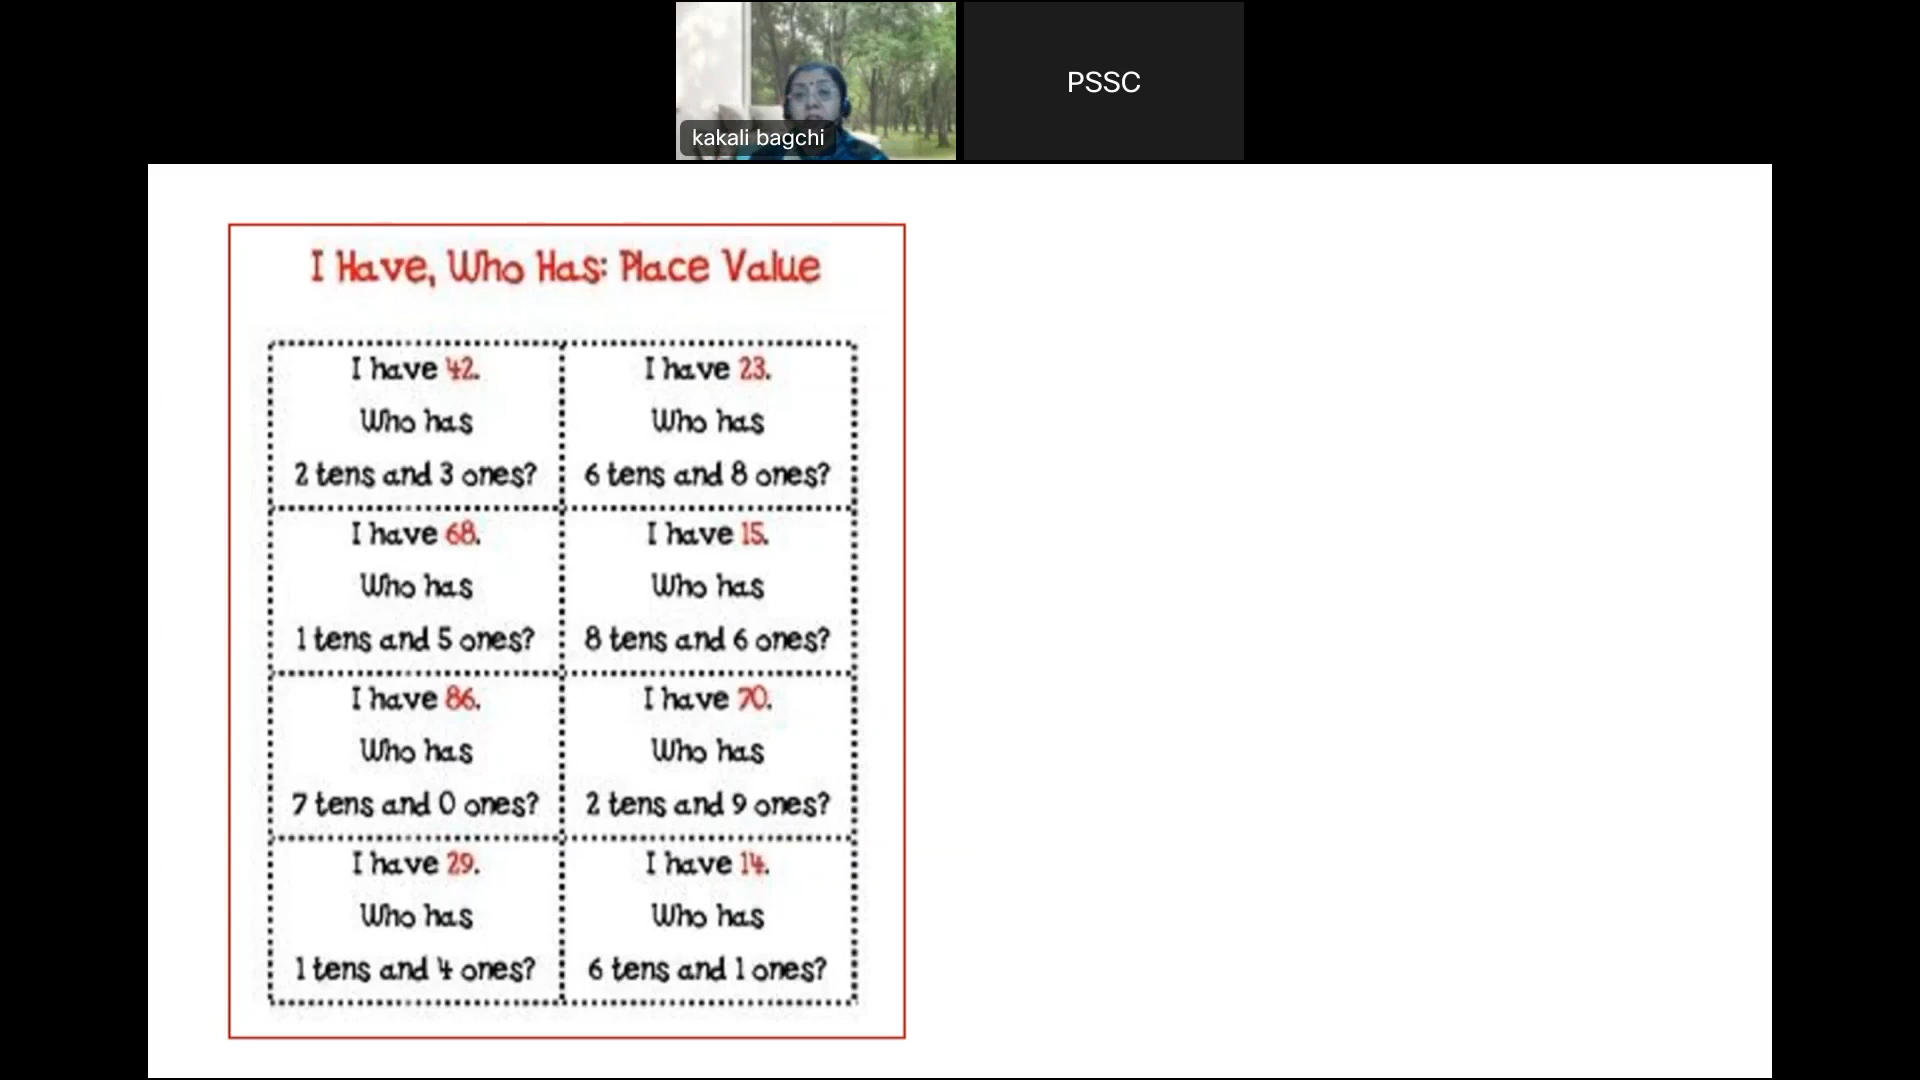 kakali bagchi
PSSC
I Have, Who Has: Place Value
I have 42.
Who has
2 tens and 3 ones?
I have 23.
Who has
6 tens and 8 ones?
I have 68.
Who has
1 tens and 5 ones?
I have 15.
Who has
8 tens and 6 ones?
I have 86.
Who has
7 tens and 0 ones?
I have 70.
Who has
2 tens and 9 ones?
I have 29.
Who has
1 tens and 4 ones?
I have 14.
Who has
6 tens and 1 ones?